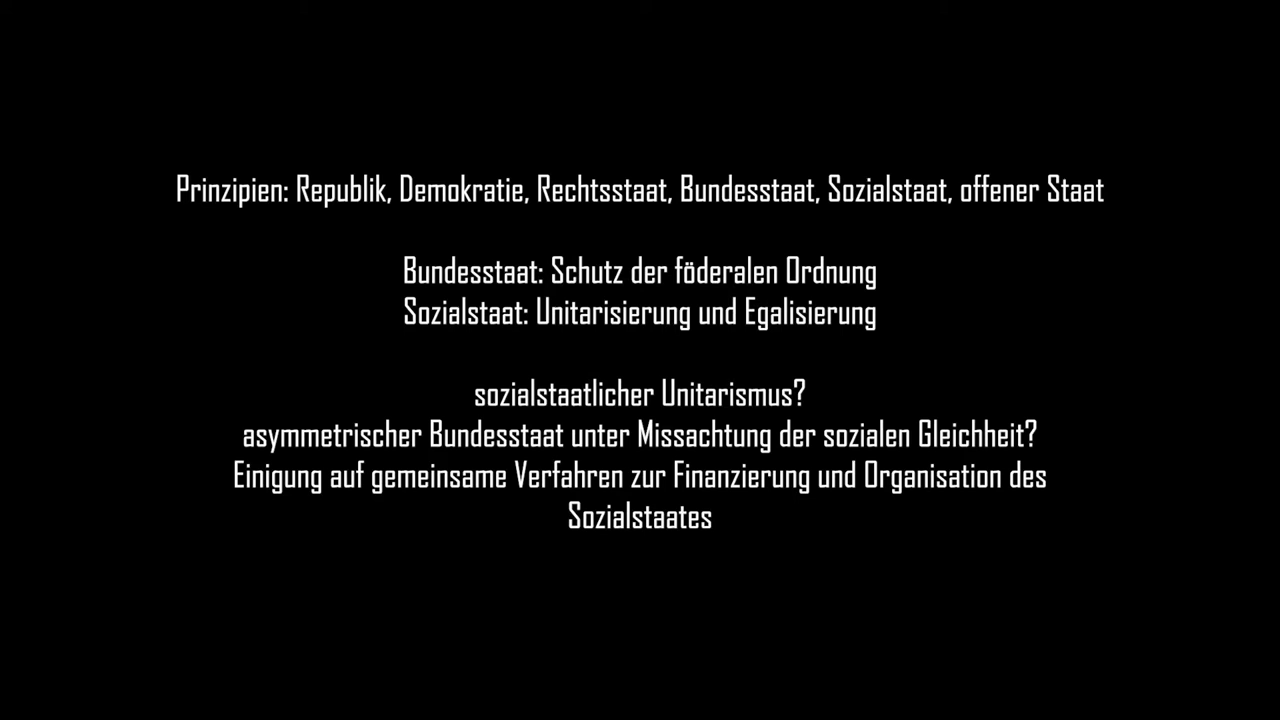 Prinzipien: Republik, Demokratie, Rechtsstaat, Bundesstaat, Sozialstaat, offener Staat
Bundesstaat: Schutz der föderalen Ordnung
Sozialstaat: Unitarisierung und Egalisierung
sozialstaatlicher Unitarismus?
asymmetrischer Bundesstaat unter Missachtung der sozialen Gleichheit?
Einigung auf gemeinsame Verfahren zur Finanzierung und Organisation des
Sozialstaates